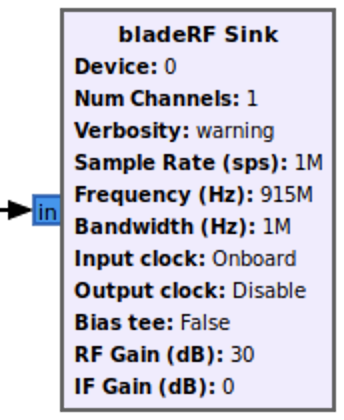 bladeRF Sink
Device: 0
Num Channels: 1
Verbosity: warning
Sample Rate (sps): 1M
Frequency (Hz): 915M
in
Bandwidth (Hz): 1M
Input clock: Onboard
Output clock: Disable
Bias tee: False
RF Gain (dB): 30
IF Gain (dB): 0